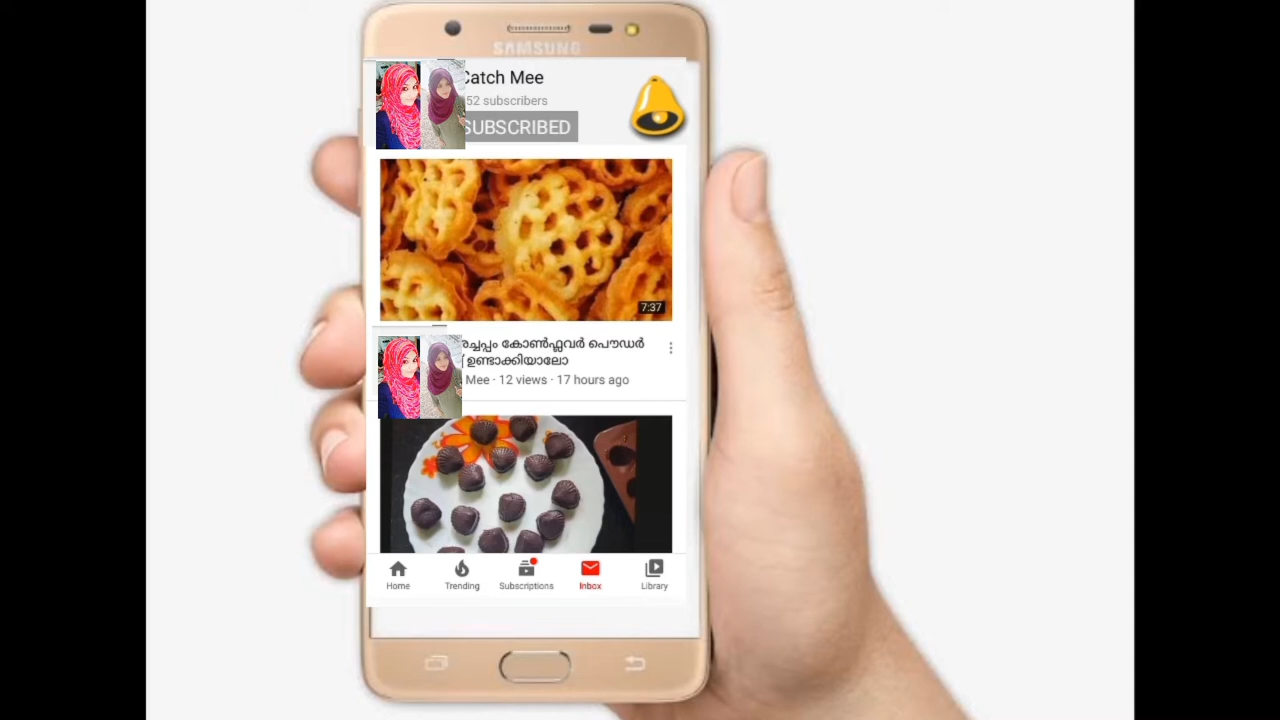 SAMSUNG
Catch Mee
52 subscribers
SUBSCRIBED
7:37
കോൺഫ്ലവർ പൌഡർ
ഉണ്ടാക്കിയാലോ
Mee · 12 views · 17 hours ago
Home
Trending
Subscriptions
Inbox
Library